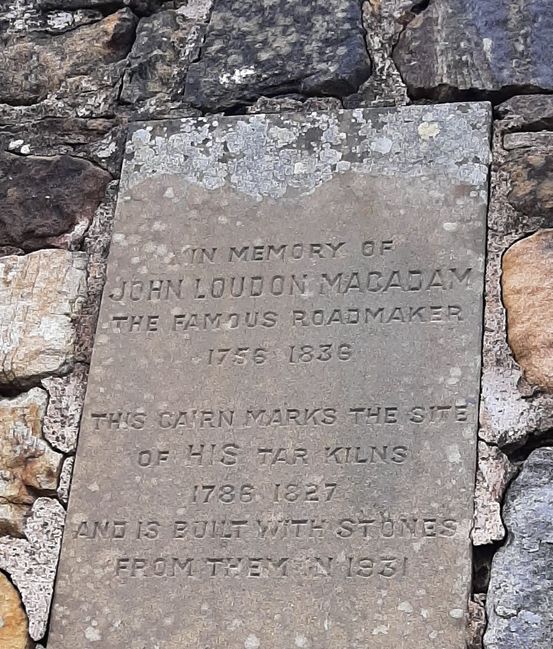 IN MEMORY OF
JOHN LOUDON MACADAM
THE FAMOUS ROADMAKER
1756 1836
THIS CAIRN MARKS THE SITE
OF HIS TAR KILNS
1786 1827
AND IS BUILT WITH STONES
FROM THEM IN 1931